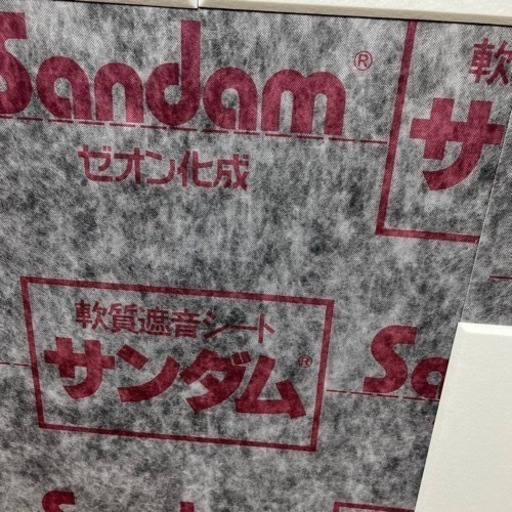 Sandam®
ゼオン化成
軟
サ
軟質遮音シート
サンダム®
Sa
S